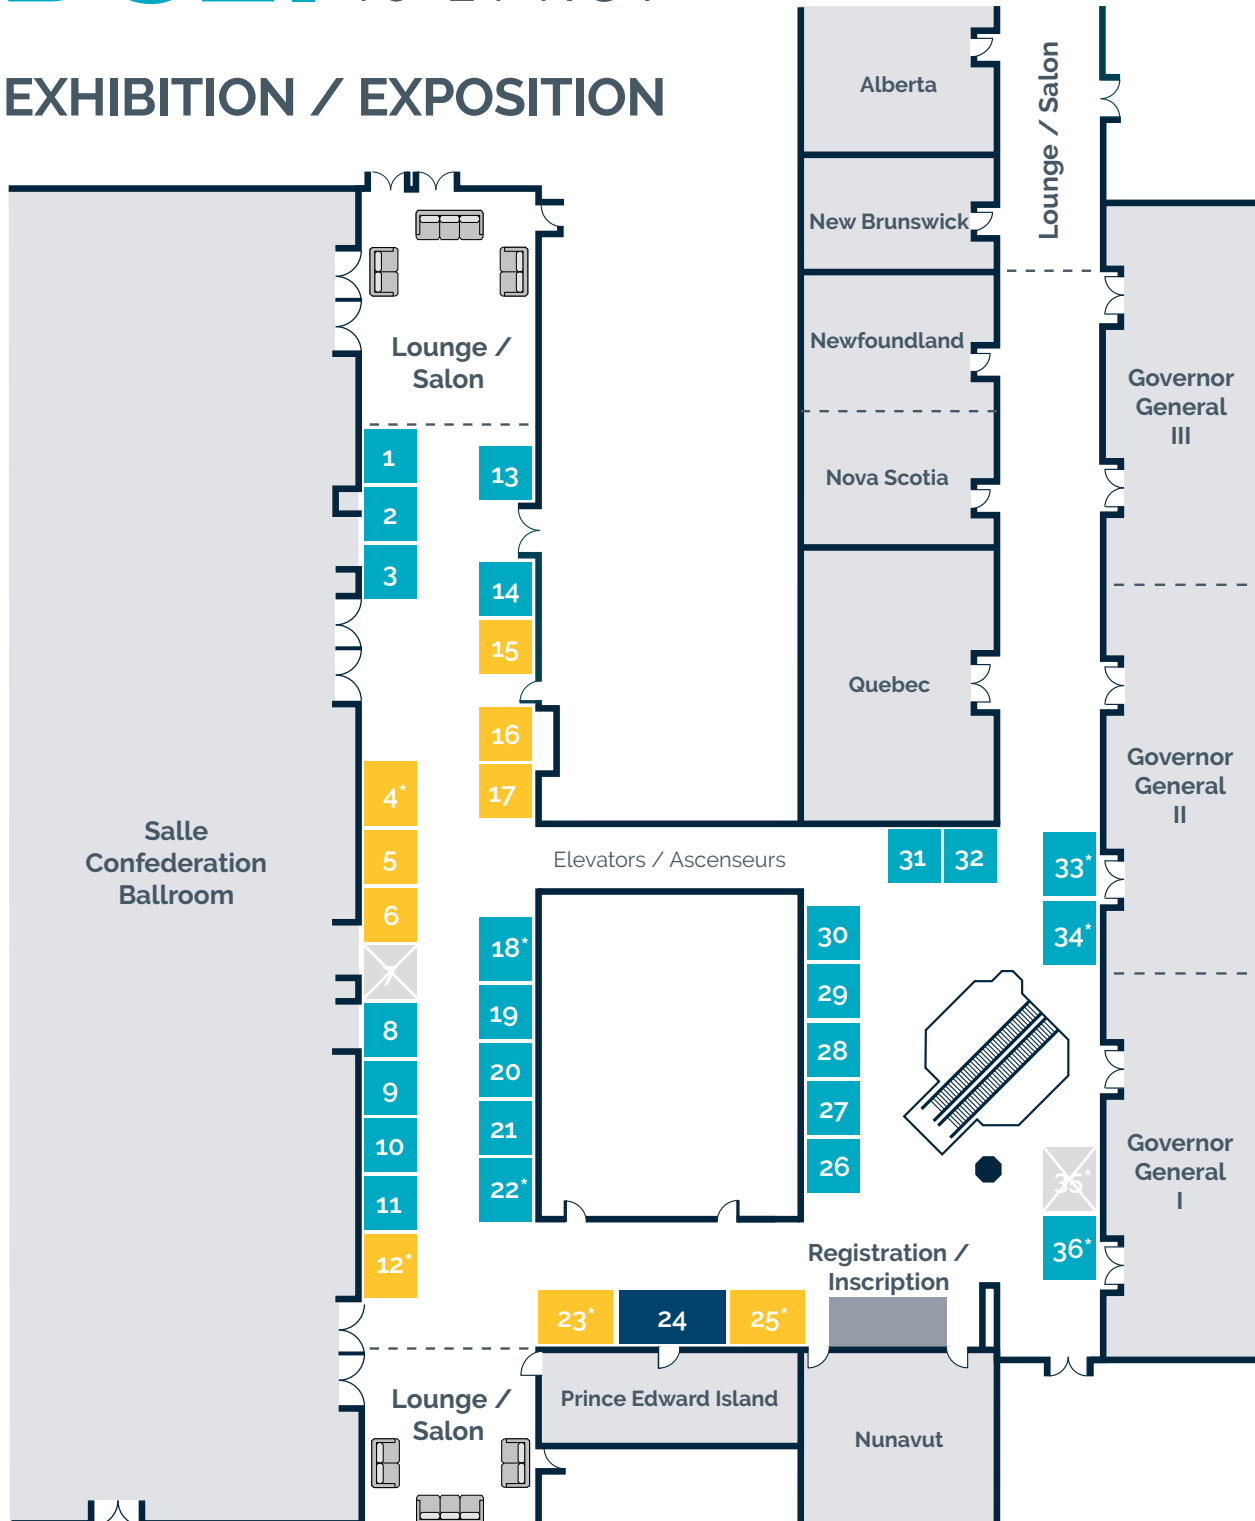 EXHIBITION / EXPOSITION
Alberta
Lounge / Salon
New Brunswick
Newfoundland
Nova Scotia
Quebec
Governor
General
III
Governor
General
II
Governor
General
I
Lounge /
Salon
1
2
3
13
14
15
16
17
4*
5
6
7
8
9
10
11
12*
Salle
Confederation
Ballroom
Elevators / Ascenseurs
18*
19
20
21
22*
31
32
33*
34*
30
29
28
27
26
35*
36*
Registration /
Inscription
23*
24
25*
Lounge /
Salon
Prince Edward Island
Nunavut